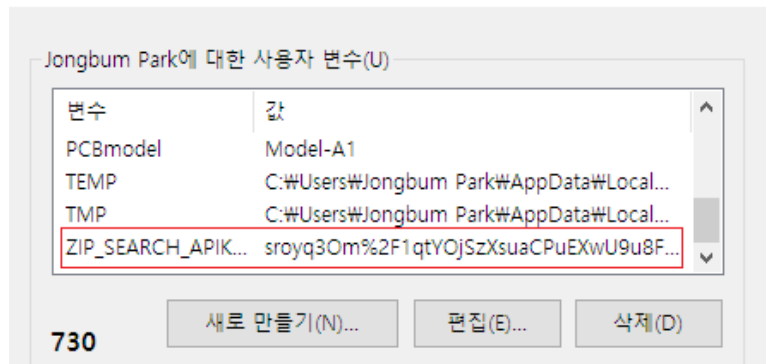 Jongbum Park에 대한 사용자 변수(U)
변수 값
PCBmodel Model-A1
TEMP C:₩Users₩Jongbum Park₩AppData₩Local...
TMP C:₩Users₩Jongbum Park₩AppData₩Local...
ZIP_SEARCH_APIK... sroyq3Om%2F1qtYOjSzXsuaCPuEXwU9u8F...
새로 만들기(N)... 편집(E)... 삭제(D)
730